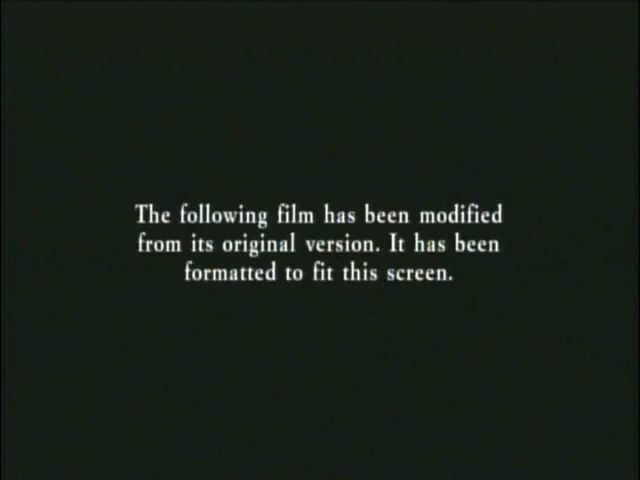 The following film has been modified
from its original version. It has been
formatted to fit this screen.